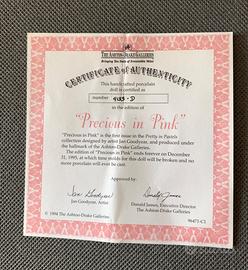 THE ASHTON-DRAKE GALLERIES
Bringing You Dolls of Irresistible Value
CERTIFICATE of AUTHENTICITY
This handcrafted porcelain
doll is certified as
number
in the edition of
"Precious in Pink"
"Precious in Pink" is the first issue in the Pretty in Pastels
collection designed by artist Jan Goodyear, and produced under
the hallmark of the Ashton-Drake Galleries.
The edition of "Precious in Pink" ends forever on December
31, 1995, at which time molds for this doll will be broken and no
more porcelain will ever be cast.
Approved by:
Jan Goodyear
Jan Goodyear, Artist
Donald James, Executive Director
The Ashton-Drake Galleries
© 1994 The Ashton-Drake Galleries.
96471-C1